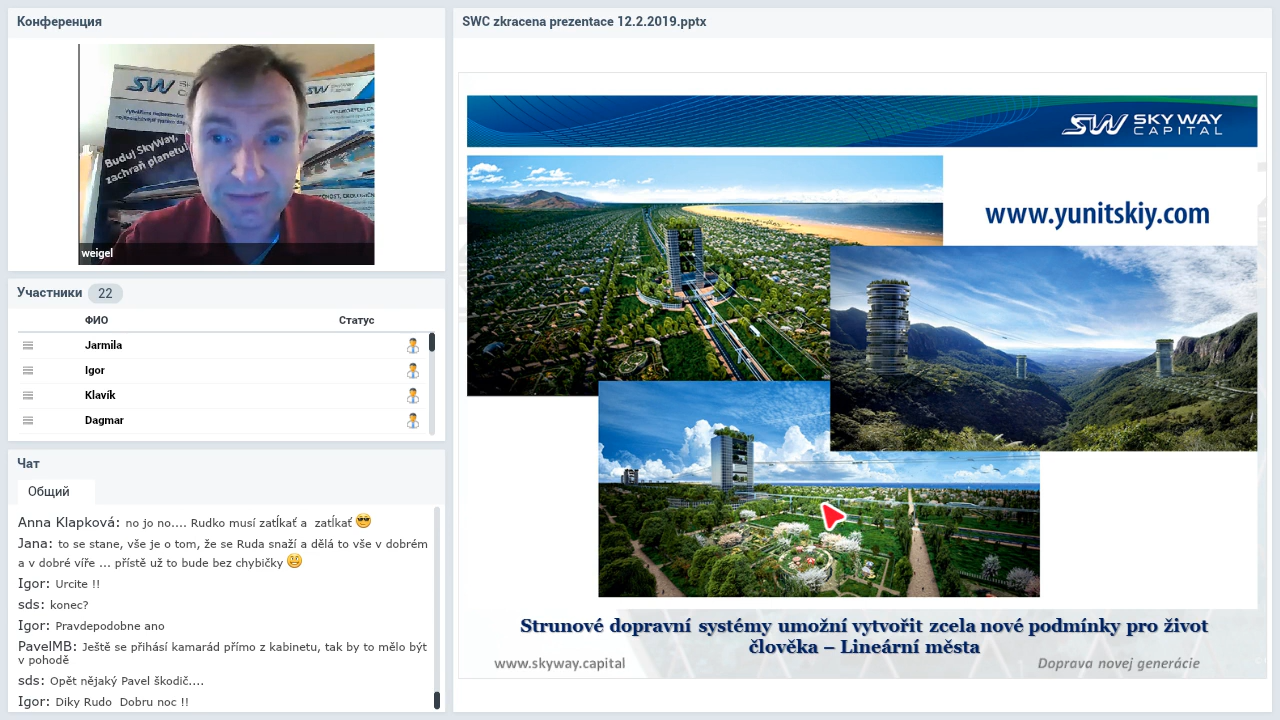 Конференция
SW
SW
Buduj SkyWay,
zachraň planetu!
weigel
Участники 22
ФИО Статус
Jarmila
Igor
Klavík
Dagmar
Чат
Общий
Anna Klapková: no jo no.... Rudko musí zatĺkať a zatĺkať
Jana: to se stane, vše je o tom, že se Ruda snaží a dělá to vše v dobrém
a v dobré víře ... příště už to bude bez chybičky
Igor: Urcite !!
sds: konec?
Igor: Pravdepodobne ano
PavelMB: Ještě se přihásí kamarád přímo z kabinetu, tak by to mělo být
v pohodě
sds: Opět nějaký Pavel škodič....
Igor: Diky Rudo Dobru noc !!
SWC zkracena prezentace 12.2.2019.pptx
SW SKY WAY
CAPITAL
www.yunitskiy.com
Strunové dopravní systémy umožní vytvořit zcela nové podmínky pro život
člověka – Lineární města
www.skyway.capital
Doprava novej generácie